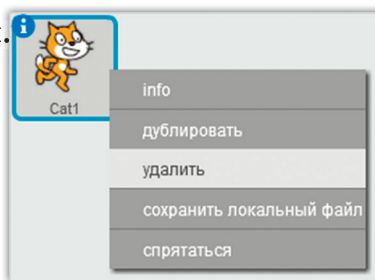 Cat1
info
дублировать
удалить
сохранить локальный файл
спрятаться